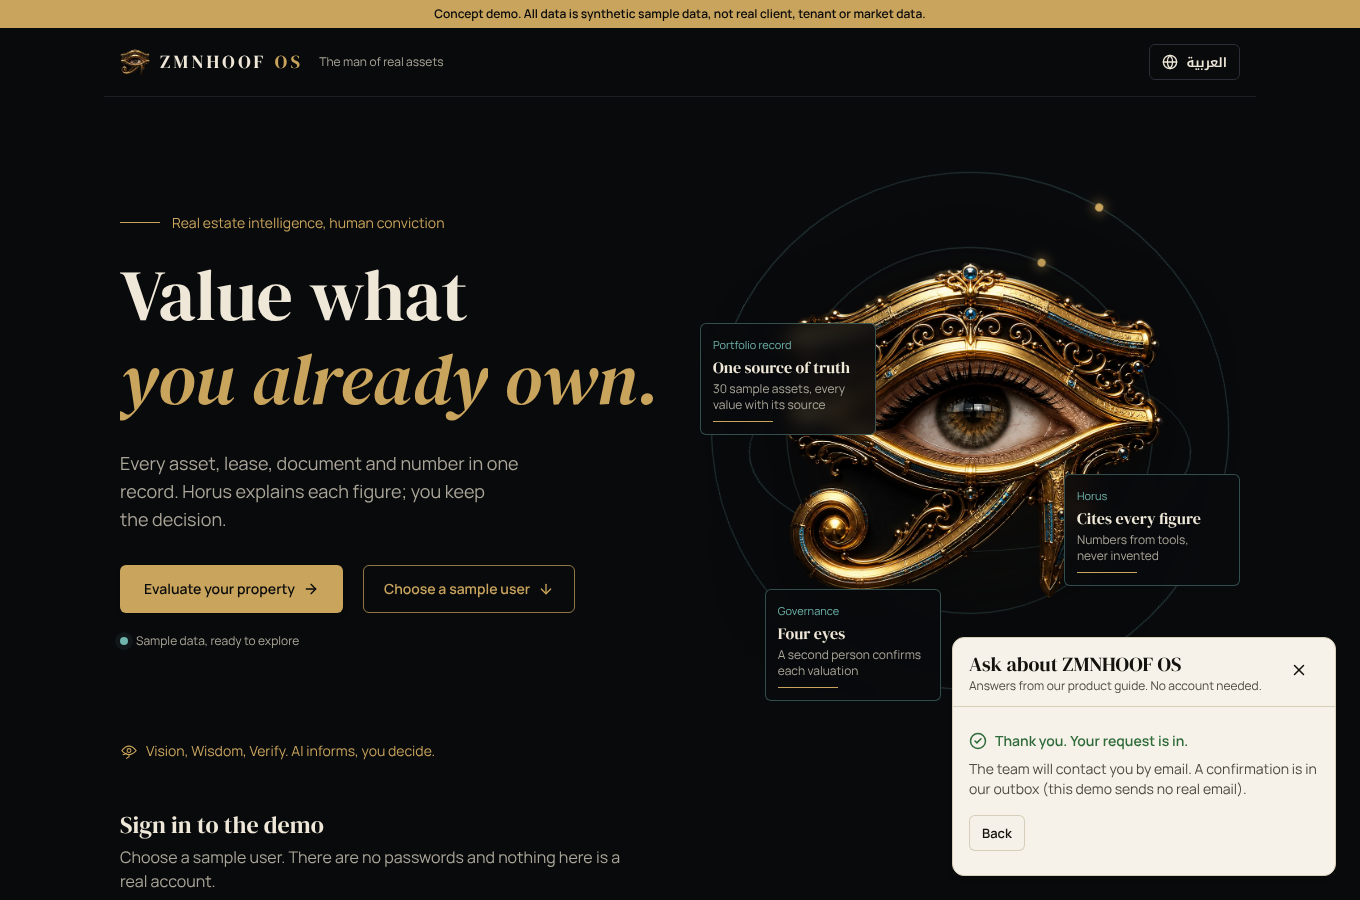 Concept demo. All data is synthetic sample data, not real client, tenant or market data.
ZMNHOOF OS
The man of real assets
العربية
Real estate intelligence, human conviction
Value what
you already own.
Every asset, lease, document and number in one
record. Horus explains each figure; you keep
the decision.
Evaluate your property
Choose a sample user
Sample data, ready to explore
Portfolio record
One source of truth
30 sample assets, every
value with its source
Horus
Cites every figure
Numbers from tools,
never invented
Governance
Four eyes
A second person confirms
each valuation
Vision, Wisdom, Verify. AI informs, you decide.
Sign in to the demo
Choose a sample user. There are no passwords and nothing here is a
real account.
Ask about ZMNHOOF OS
Answers from our product guide. No account needed.
Thank you. Your request is in.
The team will contact you by email. A confirmation is in
our outbox (this demo sends no real email).
Back